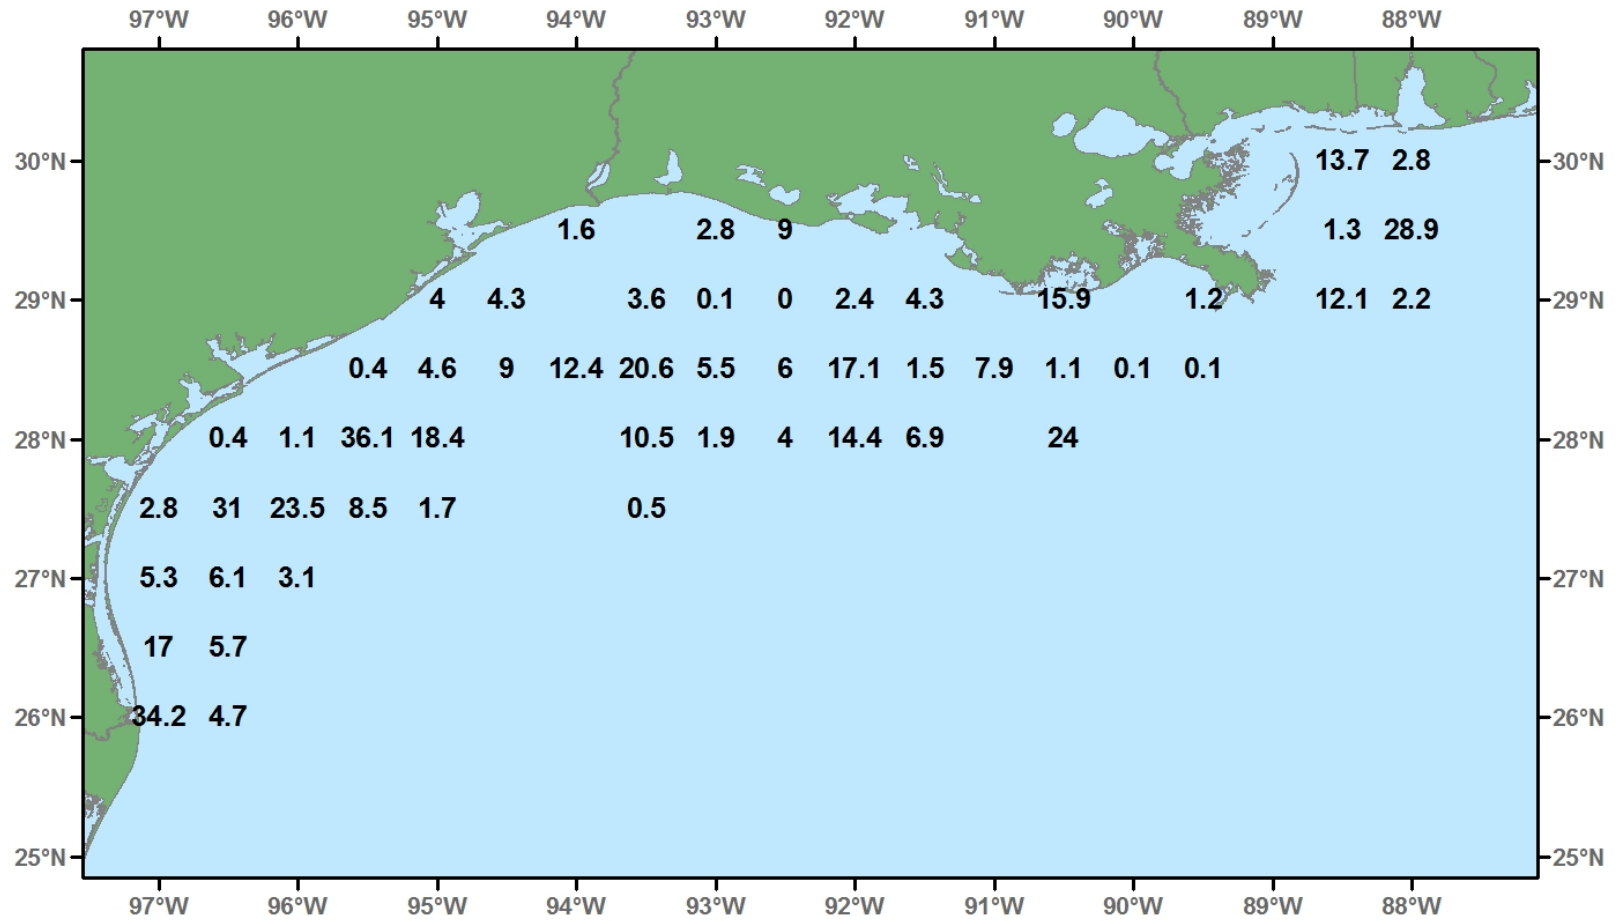 97°W 96°W 95°W 94°W 93°W 92°W 91°W 90°W 89°W 88°W
30°N 13.7 2.8 30°N
1.6 2.8 9 1.3 28.9
29°N 4 4.3 3.6 0.1 0 2.4 4.3 15.9 1.2 12.1 2.2 29°N
0.4 4.6 9 12.4 20.6 5.5 6 17.1 1.5 7.9 1.1 0.1 0.1
28°N 0.4 1.1 36.1 18.4 10.5 1.9 4 14.4 6.9 24 28°N
2.8 31 23.5 8.5 1.7 0.5
27°N 5.3 6.1 3.1 27°N
17 5.7
26°N 34.2 4.7 26°N
25°N 25°N
97°W 96°W 95°W 94°W 93°W 92°W 91°W 90°W 89°W 88°W